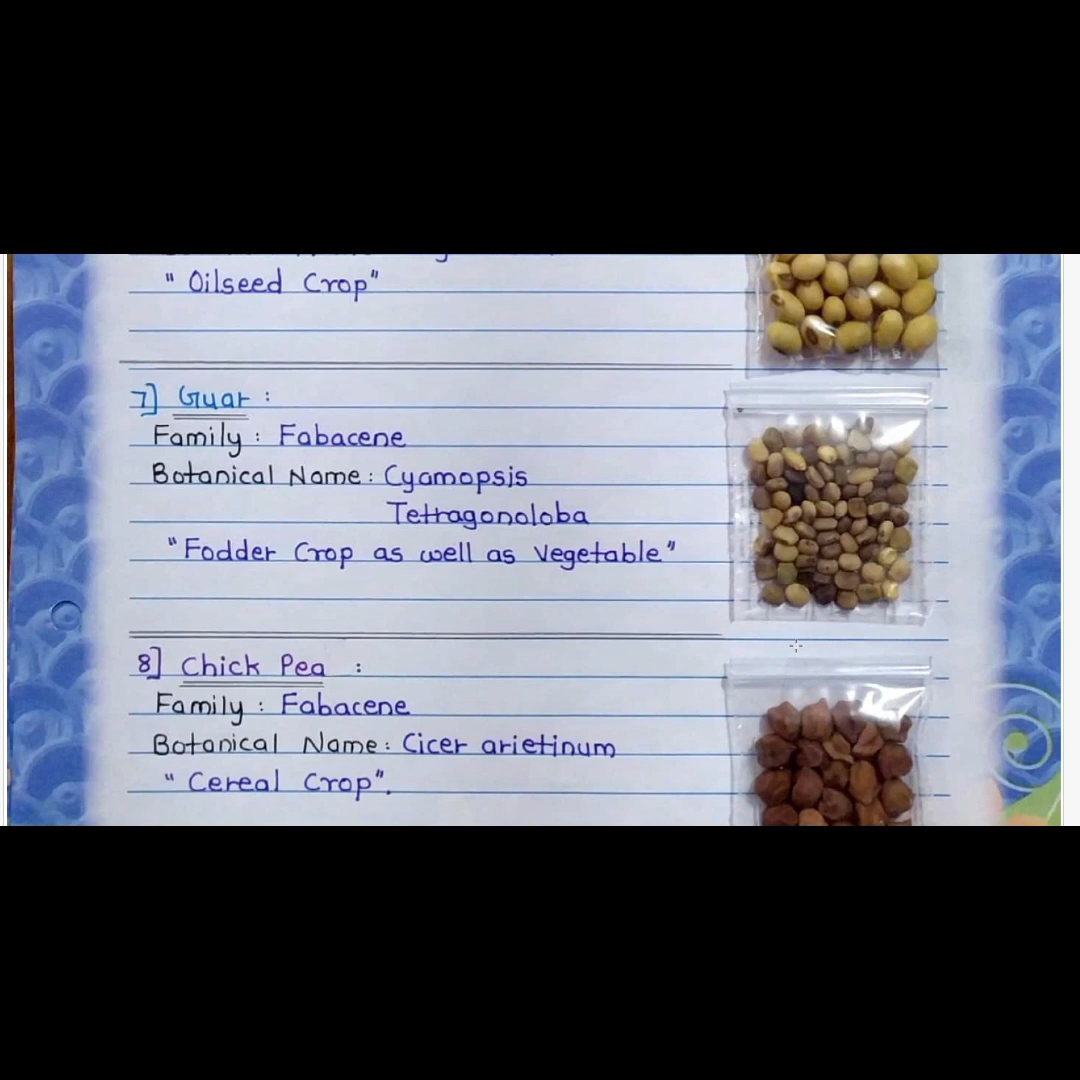 "Oilseed Crop"
7] Guar :
Family : Fabacene
Botanical Name : Cyamopsis
Tetragonoloba
"Fodder Crop as well as Vegetable"
8] Chick Pea :
Family : Fabacene
Botanical Name : Cicer arietinum
"Cereal Crop".